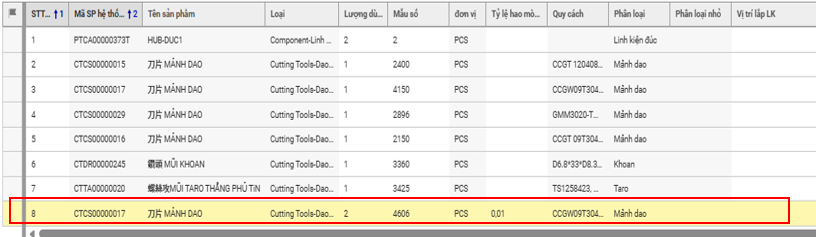 STT... ↑1 Mã SP hệ thố... ↑2 Tên sản phẩm Loại Lượng dù... Mẫu số đơn vị Tỷ lệ hao mò... Quy cách Phân loại Phân loại nhỏ Vị trí lắp LK
1 PTCA00000373T HUB-DUC1 Component-Linh ... 2 2 PCS Linh kiện đúc
2 CTCS00000015 刀片 MẢNH DAO Cutting Tools-Dao... 1 2400 PCS CCGT 120408... Mảnh dao
3 CTCS00000017 刀片 MẢNH DAO Cutting Tools-Dao... 1 4150 PCS CCGW09T304... Mảnh dao
4 CTCS00000029 刀片 MẢNH DAO Cutting Tools-Dao... 1 2896 PCS GMM3020-T... Mảnh dao
5 CTCS00000016 刀片 MẢNH DAO Cutting Tools-Dao... 1 2150 PCS CCGT 09T304... Mảnh dao
6 CTDR00000245 鑽頭 MŨI KHOAN Cutting Tools-Dao... 1 3360 PCS D6.8*33*D8.3... Khoan
7 CTTA00000020 螺絲攻MŨI TARO THẲNG PHỦ TiN Cutting Tools-Dao... 1 3425 PCS TS1258423, ... Taro
8 CTCS00000017 刀片 MẢNH DAO Cutting Tools-Dao... 2 4606 PCS 0,01 CCGW09T304... Mảnh dao